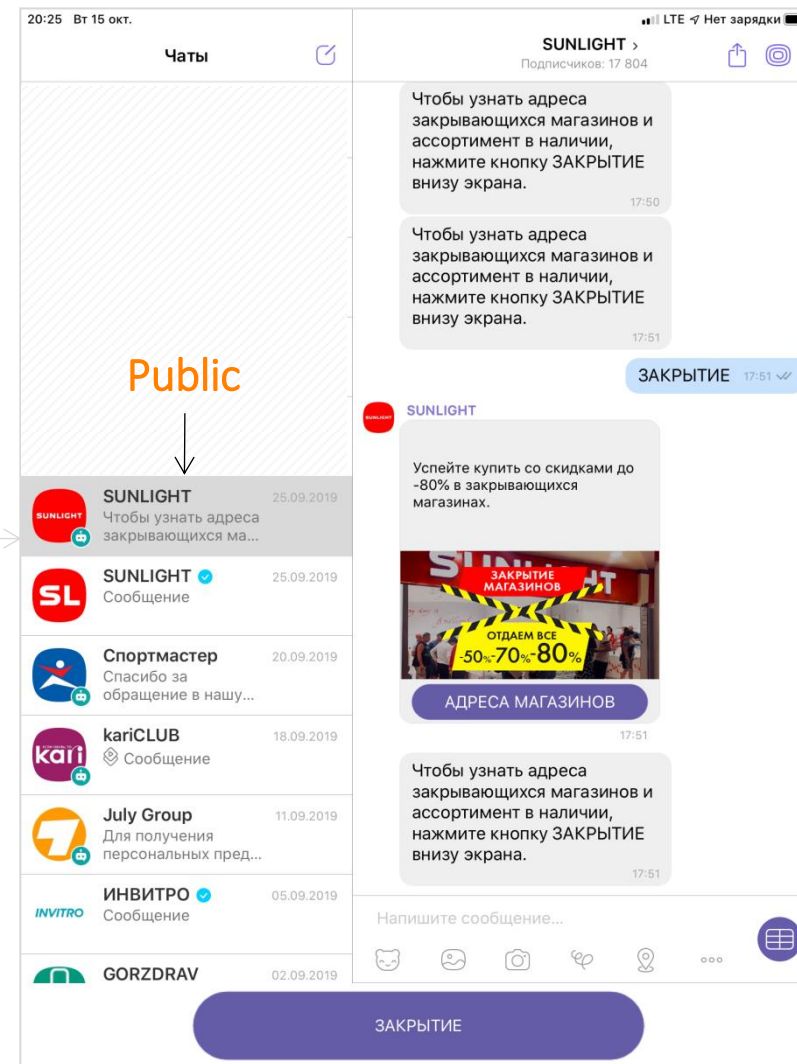 20:25 Вт 15 окт.
LTE Нет зарядки
Чаты
SUNLIGHT >
Подписчиков: 17 804
Чтобы узнать адреса
закрывающихся магазинов и
ассортимент в наличии,
нажмите кнопку ЗАКРЫТИЕ
внизу экрана.
17:50
Чтобы узнать адреса
закрывающихся магазинов и
ассортимент в наличии,
нажмите кнопку ЗАКРЫТИЕ
внизу экрана.
17:51
ЗАКРЫТИЕ 17:51
SUNLIGHT
SUNLIGHT
Успейте купить со скидками до
-80% в закрывающихся
магазинах.
SUNLIGHT
ЗАКРЫТИЕ
МАГАЗИНОВ
ОТДАЕМ ВСЕ
-50%-70%-80%
АДРЕСА МАГАЗИНОВ
17:51
Чтобы узнать адреса
закрывающихся магазинов и
ассортимент в наличии,
нажмите кнопку ЗАКРЫТИЕ
внизу экрана.
17:51
Напишите сообщение...
Public
SUNLIGHT
SUNLIGHT 25.09.2019
Чтобы узнать адреса
закрывающихся ма...
SL
SUNLIGHT 25.09.2019
Сообщение
Спортмастер 20.09.2019
Спасибо за
обращение в нашу...
kari
kariCLUB 18.09.2019
Сообщение
July Group 11.09.2019
Для получения
персональных пред...
INVITRO
ИНВИТРО 05.09.2019
Сообщение
GORZDRAV 02.09.2019
ЗАКРЫТИЕ